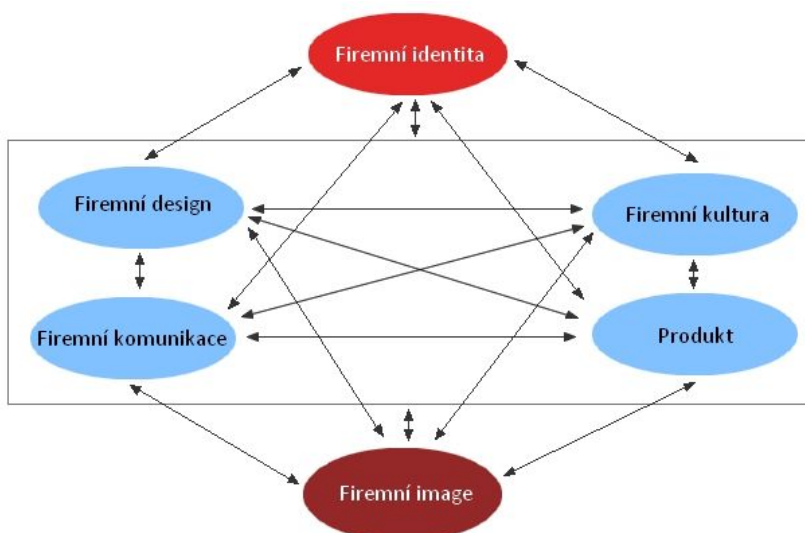 Firemní identita
Firemní design
Firemní kultura
Firemní komunikace
Produkt
Firemní image